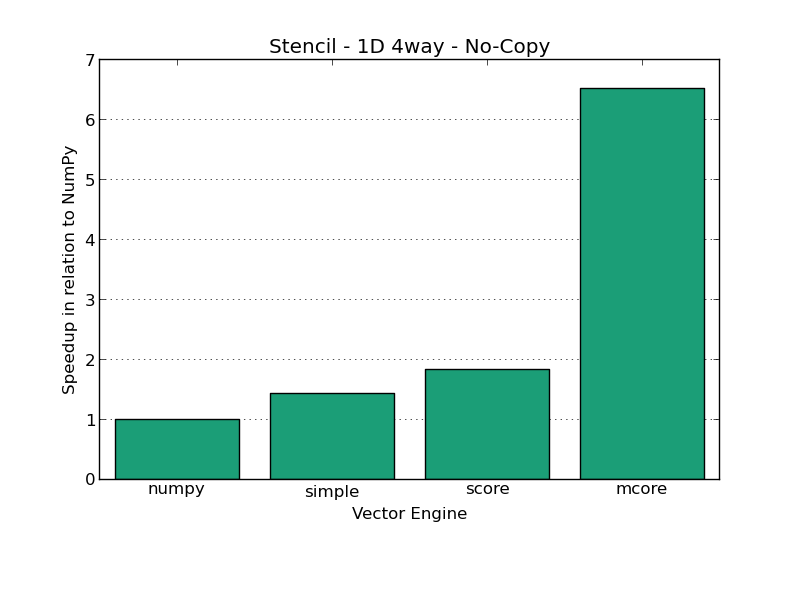 Stencil - 1D 4way - No-Copy
7
6
5
4
3
2
1
0
Speedup in relation to NumPy
numpy simple score mcore
Vector Engine